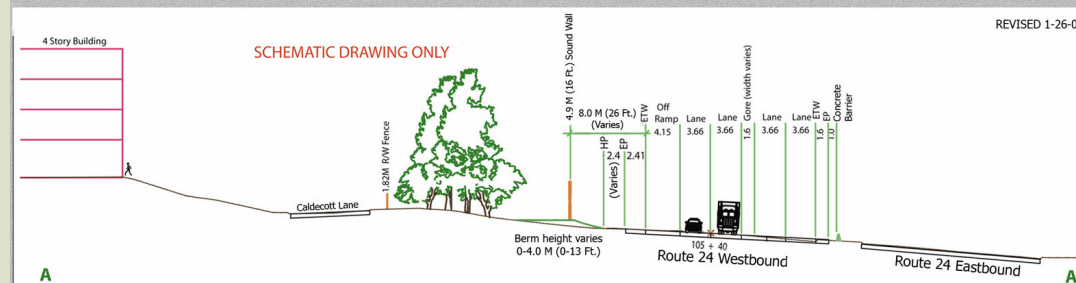 REVISED 1-26-0
4 Story Building
SCHEMATIC DRAWING ONLY
4.9 M (16 Ft.) Sound Wall
8.0 M (26 Ft.)
(Varies)
ETW
Off
Ramp
4.15
Lane
3.66
Lane
3.66
Gore (width varies)
1.6
Lane
3.66
Lane
3.66
ETW
1.6
EP
1.0
Concrete
Barrier
HP
2.4
(Varies)
EP
2.41
1.82M R/W Fence
Caldecott Lane
Berm height varies
0-4.0 M (0-13 Ft.)
105 + 40
Route 24 Westbound
Route 24 Eastbound
A
A